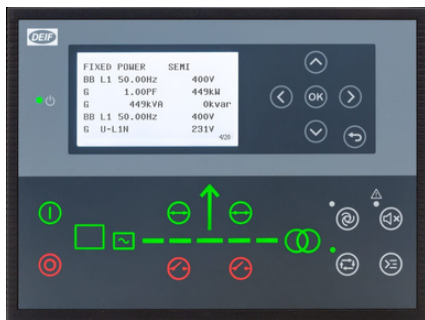 DEIF
FIXED POWER SEMI
BB L1 50.00Hz 400V
G 1.00PF 449kW
G 449kVA 0kvar
BB L1 50.00Hz 400V
G U-L1N 231V
4/20
OK